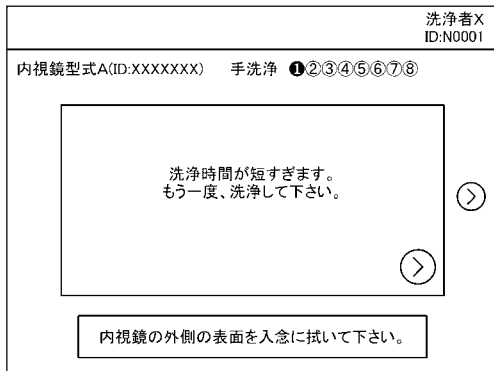 洗浄者X
ID:N0001
内視鏡型式A(ID:XXXXXXX) 手洗浄 ❶②③④⑤⑥⑦⑧
洗浄時間が短すぎます。
もう一度、洗浄して下さい。
内視鏡の外側の表面を入念に拭いて下さい。